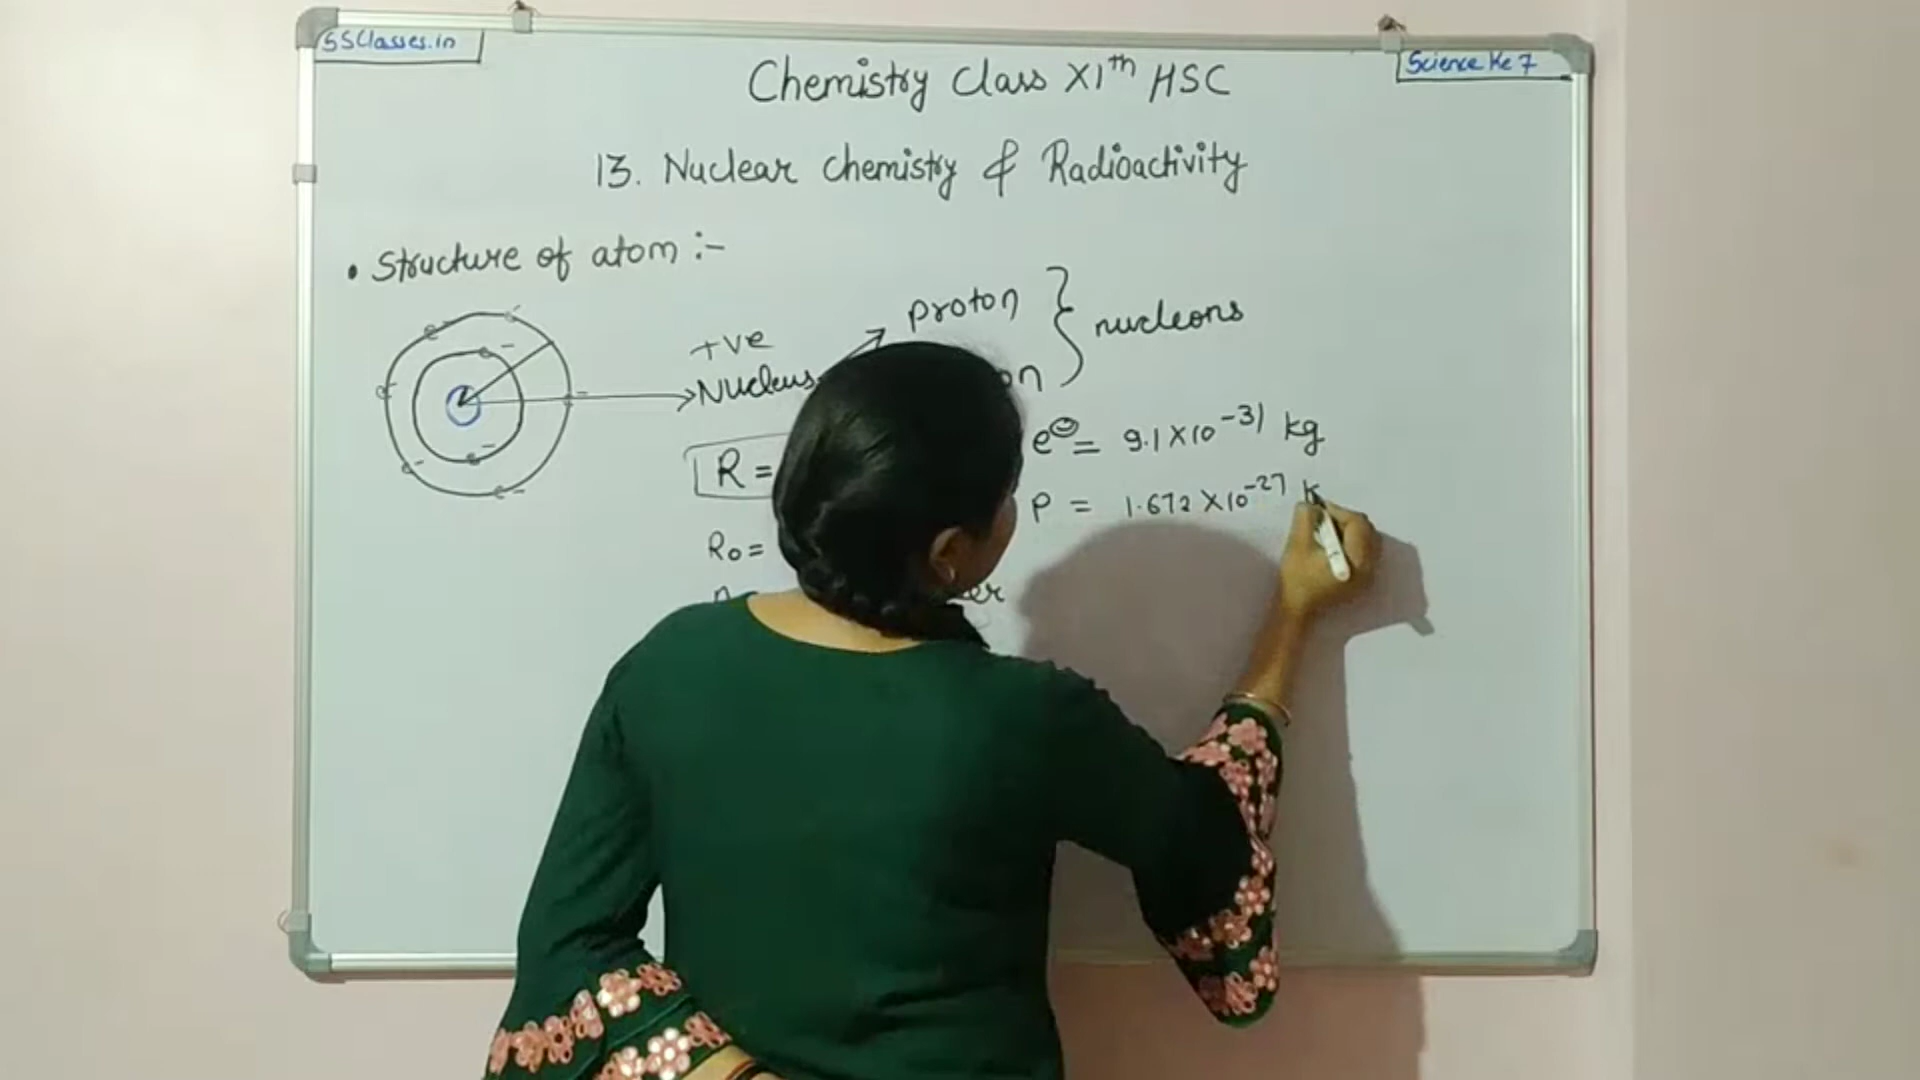 SSClasses.in
Science Ke 7
Chemistry Class XIth HSC
13. Nuclear chemistry & Radioactivity
• Structure of atom :-
proton
+ve
nucleons
Nucleus
R =
e⊖ = 9.1 X 10⁻³¹ kg
P = 1.672 X 10⁻²⁷ k
R₀ =